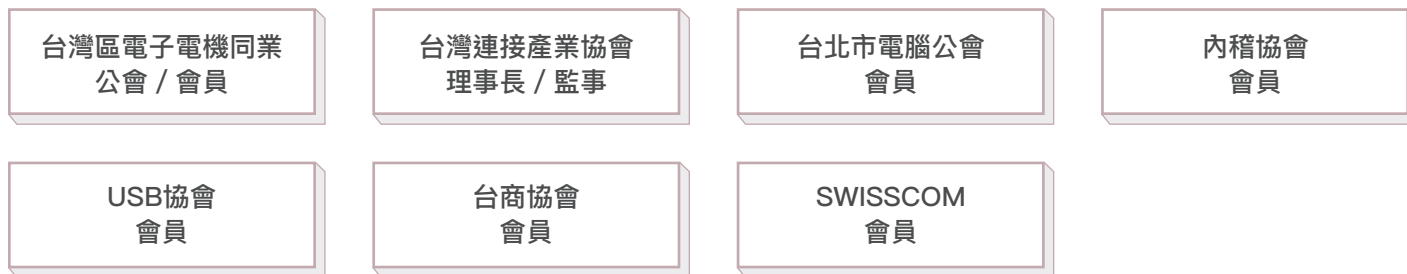 台灣區電子電機同業
公會 / 會員
台灣連接產業協會
理事長 / 監事
台北市電腦公會
會員
內稽協會
會員
USB協會
會員
台商協會
會員
SWISSCOM
會員